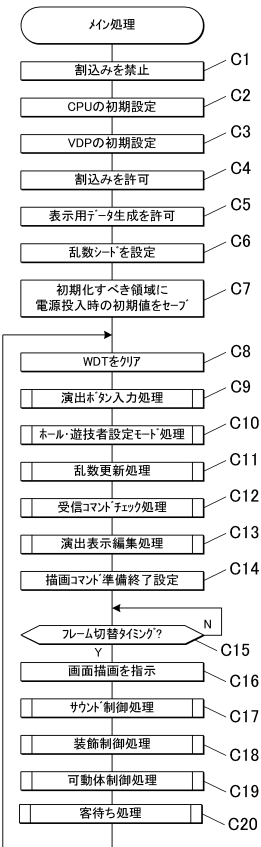 メイン処理
割込みを禁止 C1
CPUの初期設定 C2
VDPの初期設定 C3
割込みを許可 C4
表示用データ生成を許可 C5
乱数シードを設定 C6
初期化すべき領域に
電源投入時の初期値をセーブ C7
WDTをクリア C8
演出ボタン入力処理 C9
ホール・遊技者設定モード処理 C10
乱数更新処理 C11
受信コマンドチェック処理 C12
演出表示編集処理 C13
描画コマンド準備終了設定 C14
フレーム切替タイミング? N
Y C15
画面描画を指示 C16
サウンド制御処理 C17
装飾制御処理 C18
可動体制御処理 C19
客待ち処理 C20